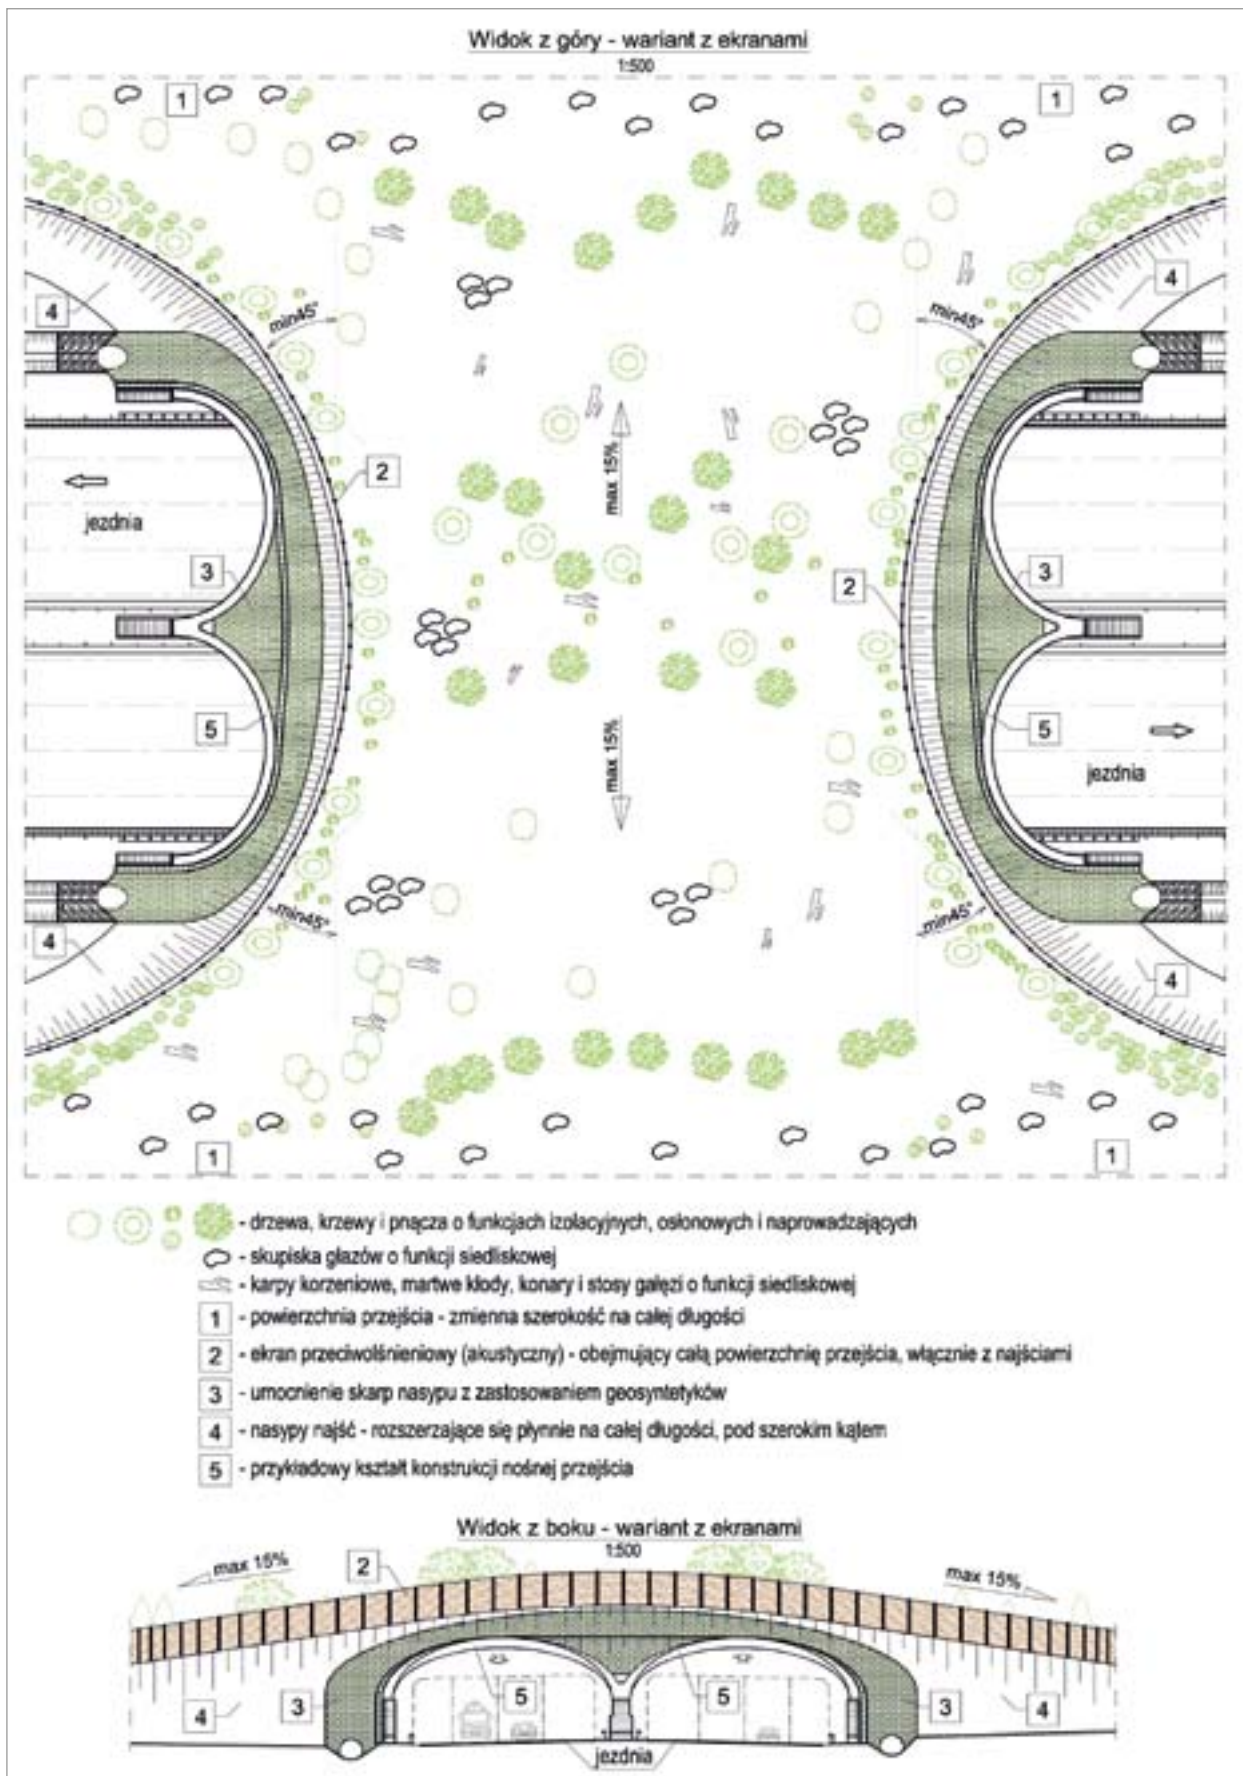 Widok z góry - wariant z ekranami
1:500
1
1
4
4
min45°
min45°
max 15%
2
jezdnia
3
3
2
5
5
max 15%
jezdnia
min45°
min45°
4
4
1
1
- drzewa, krzewy i pnącza o funkcjach izolacyjnych, osłonowych i naprowadzających
- skupiska głazów o funkcji siedliskowej
- karpy korzeniowe, martwe kłody, konary i stosy gałęzi o funkcji siedliskowej
1 - powierzchnia przejścia - zmienna szerokość na całej długości
2 - ekran przeciwolśnieniowy (akustyczny) - obejmujący całą powierzchnię przejścia, włącznie z najściami
3 - umocnienie skarp nasypu z zastosowaniem geosyntetyków
4 - nasypy najść - rozszerzające się płynnie na całej długości, pod szerokim kątem
5 - przykładowy kształt konstrukcji nośnej przejścia
Widok z boku - wariant z ekranami
1:500
max 15%
2
max 15%
5
5
3
3
4
4
jezdnia